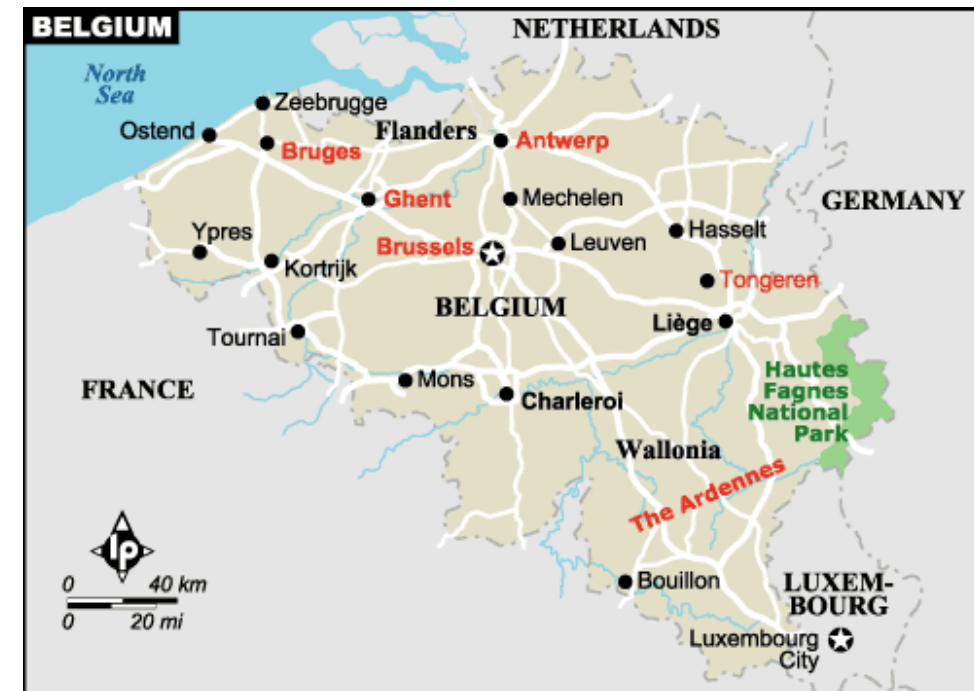 BELGIUM
NETHERLANDS
North
Sea
Zeebrugge
Ostend
Flanders
Bruges
Antwerp
Ghent
Mechelen
GERMANY
Ypres
Brussels
Leuven
Hasselt
Kortrijk
Tongeren
BELGIUM
Liège
Tournai
Hautes
Fagnes
National
Park
Mons
FRANCE
Charleroi
Wallonia
The Ardennes
lp
0 40 km
0 20 mi
Bouillon
LUXEM-
BOURG
Luxembourg
City